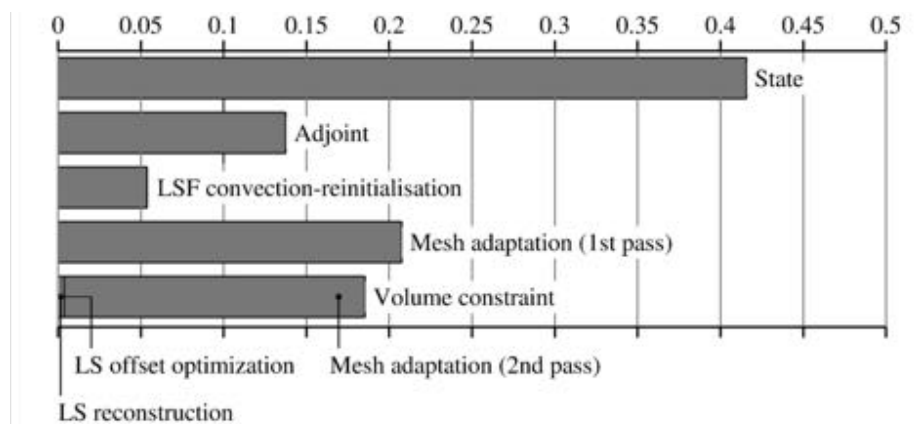 0 0.05 0.1 0.15 0.2 0.25 0.3 0.35 0.4 0.45 0.5
State
Adjoint
LSF convection-reinitialisation
Mesh adaptation (1st pass)
Volume constraint
LS offset optimization Mesh adaptation (2nd pass)
LS reconstruction